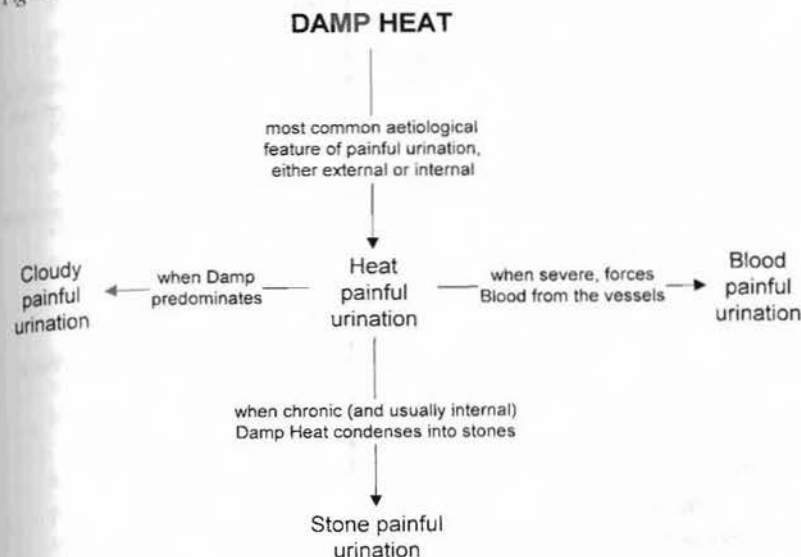 DAMP HEAT
most common aetiological
feature of painful urination,
either external or internal
Cloudy
painful
urination
when Damp
predominates
Heat
painful
urination
when severe, forces
Blood from the vessels
Blood
painful
urination
when chronic (and usually internal)
Damp Heat condenses into stones
Stone painful
urination